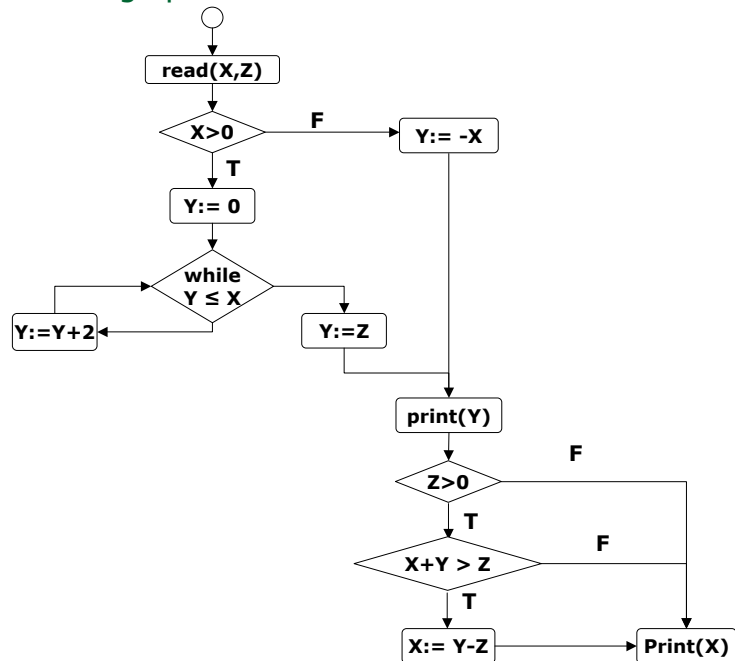 read(X,Z)
X>0
F
Y:= -X
T
Y:= 0
while
Y ≤ X
Y:=Y+2
Y:=Z
print(Y)
F
Z>0
T
F
X+Y > Z
T
X:= Y-Z
Print(X)